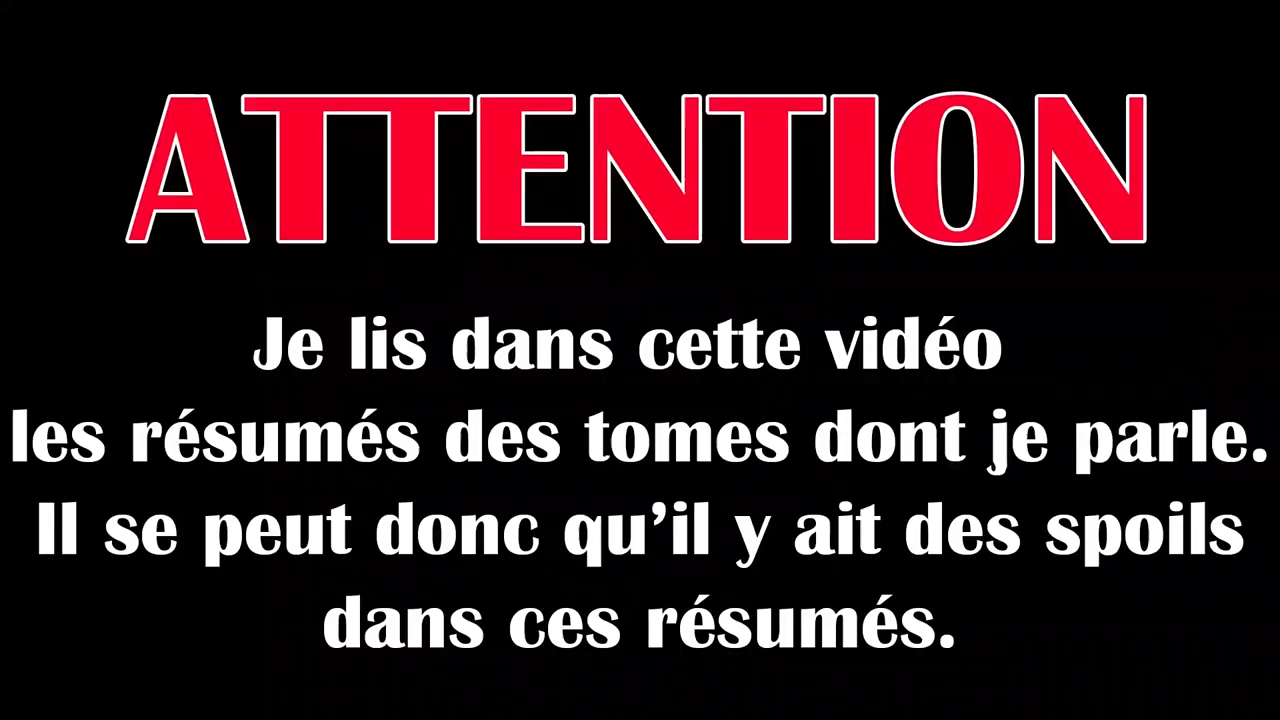 ATTENTION
Je lis dans cette vidéo
les résumés des tomes dont je parle.
Il se peut donc qu’il y ait des spoils
dans ces résumés.